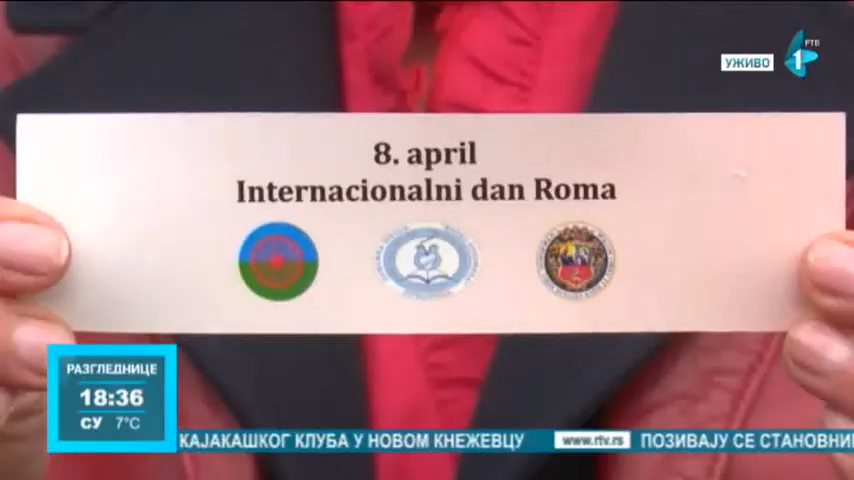 РТВ
1
УЖИВО
8. april
Internacionalni dan Roma
РАЗГЛЕДНИЦЕ
18:36
СУ 7°C
КАЈАКАШКОГ КЛУБА У НОВОМ КНЕЖЕВЦУ www.rtv.rs ПОЗИВАЈУ СЕ СТАНОВНИ